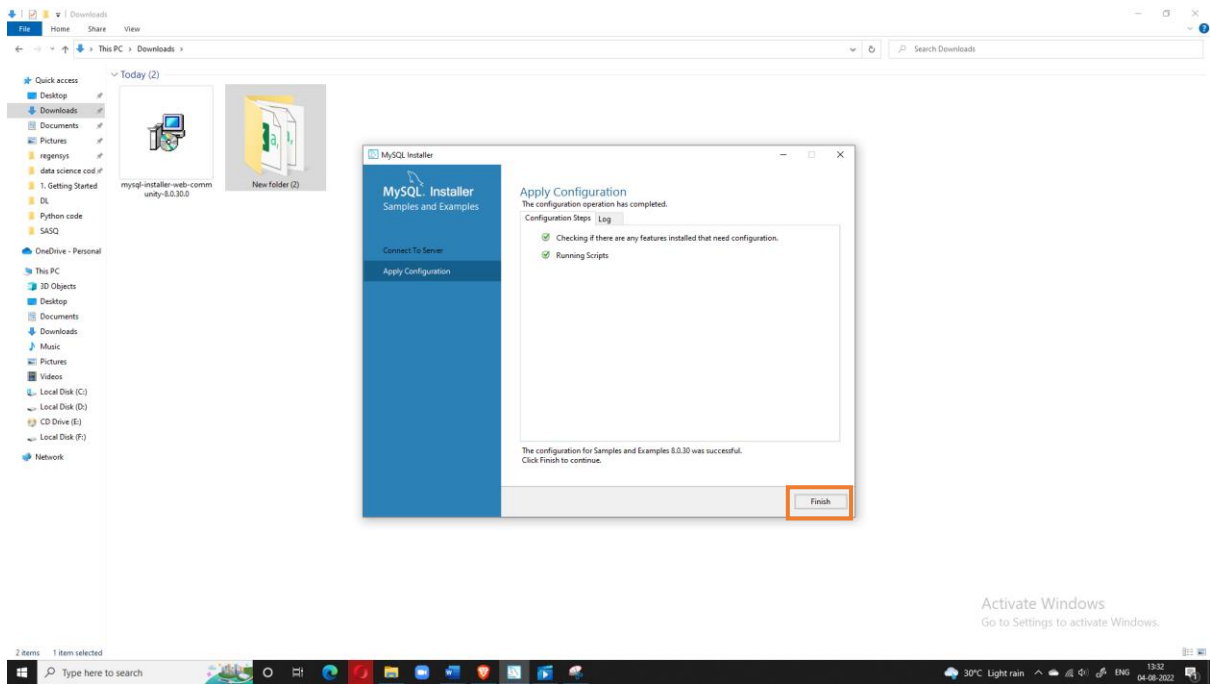 Downloads
File Home Share View
This PC › Downloads ›
Search Downloads
Quick access
Desktop
Downloads
Documents
Pictures
regensys
data science cod
1. Getting Started
DL
Python code
SASQ
OneDrive - Personal
This PC
3D Objects
Desktop
Documents
Downloads
Music
Pictures
Videos
Local Disk (C:)
Local Disk (D:)
CD Drive (E:)
Local Disk (F:)
Network
Today (2)
mysql-installer-web-comm
unity-8.0.30.0
New folder (2)
MySQL Installer
MySQL. Installer
Samples and Examples
Connect To Server
Apply Configuration
Apply Configuration
The configuration operation has completed.
Configuration Steps Log
Checking if there are any features installed that need configuration.
Running Scripts
The configuration for Samples and Examples 8.0.30 was successful.
Click Finish to continue.
Finish
Activate Windows
Go to Settings to activate Windows.
2 items 1 item selected
Type here to search
30°C Light rain
ENG
13:32
04-08-2022